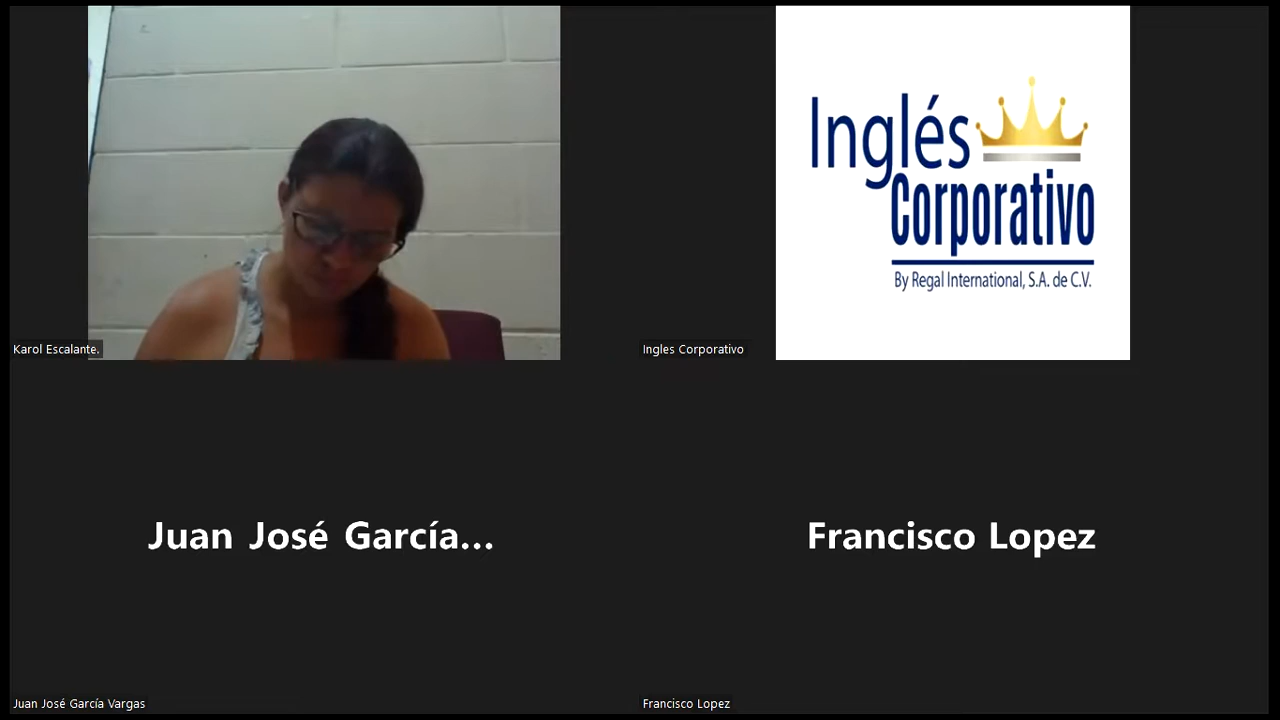 Inglés
Corporativo
By Regal International, S.A. de C.V.
Karol Escalante.
Ingles Corporativo
Juan José García...
Francisco Lopez
Juan José García Vargas
Francisco Lopez